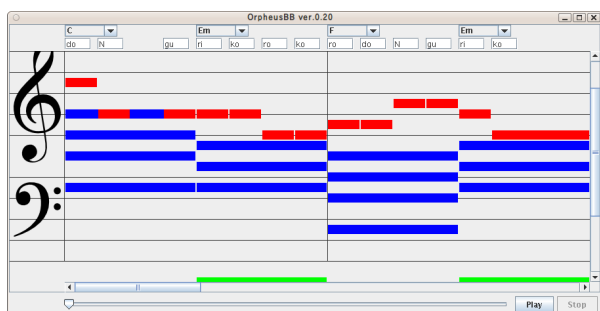 OrpheusBB ver.0.20
C Em F Em
do N gu ri ko ro ko ro do N gu ri ko
Play Stop